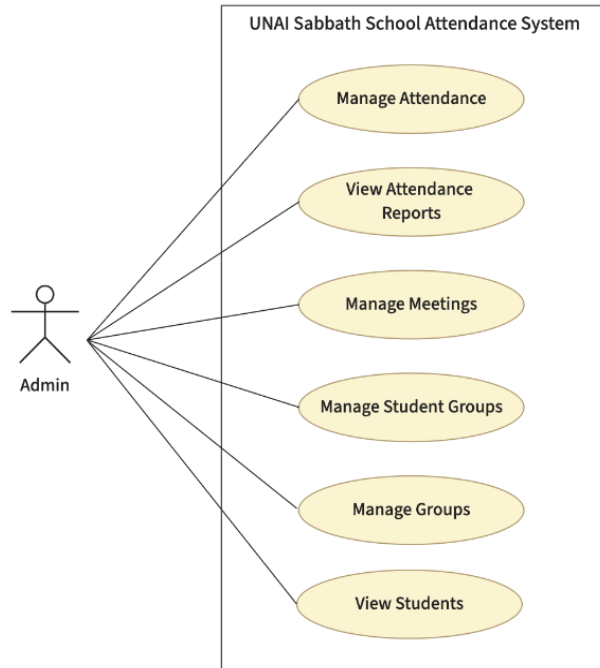 UNAI Sabbath School Attendance System
Manage Attendance
View Attendance
Reports
Manage Meetings
Admin
Manage Student Groups
Manage Groups
View Students